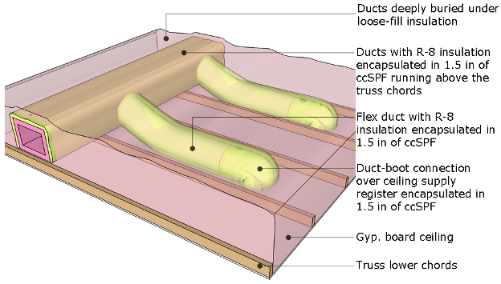 Ducts deeply buried under
loose-fill insulation
Ducts with R-8 insulation
encapsulated in 1.5 in of
ccSPF running above the
truss chords
Flex duct with R-8
insulation encapsulated in
1.5 in of ccSPF
Duct-boot connection
over ceiling supply
register encapsulated in
1.5 in of ccSPF
Gyp. board ceiling
Truss lower chords